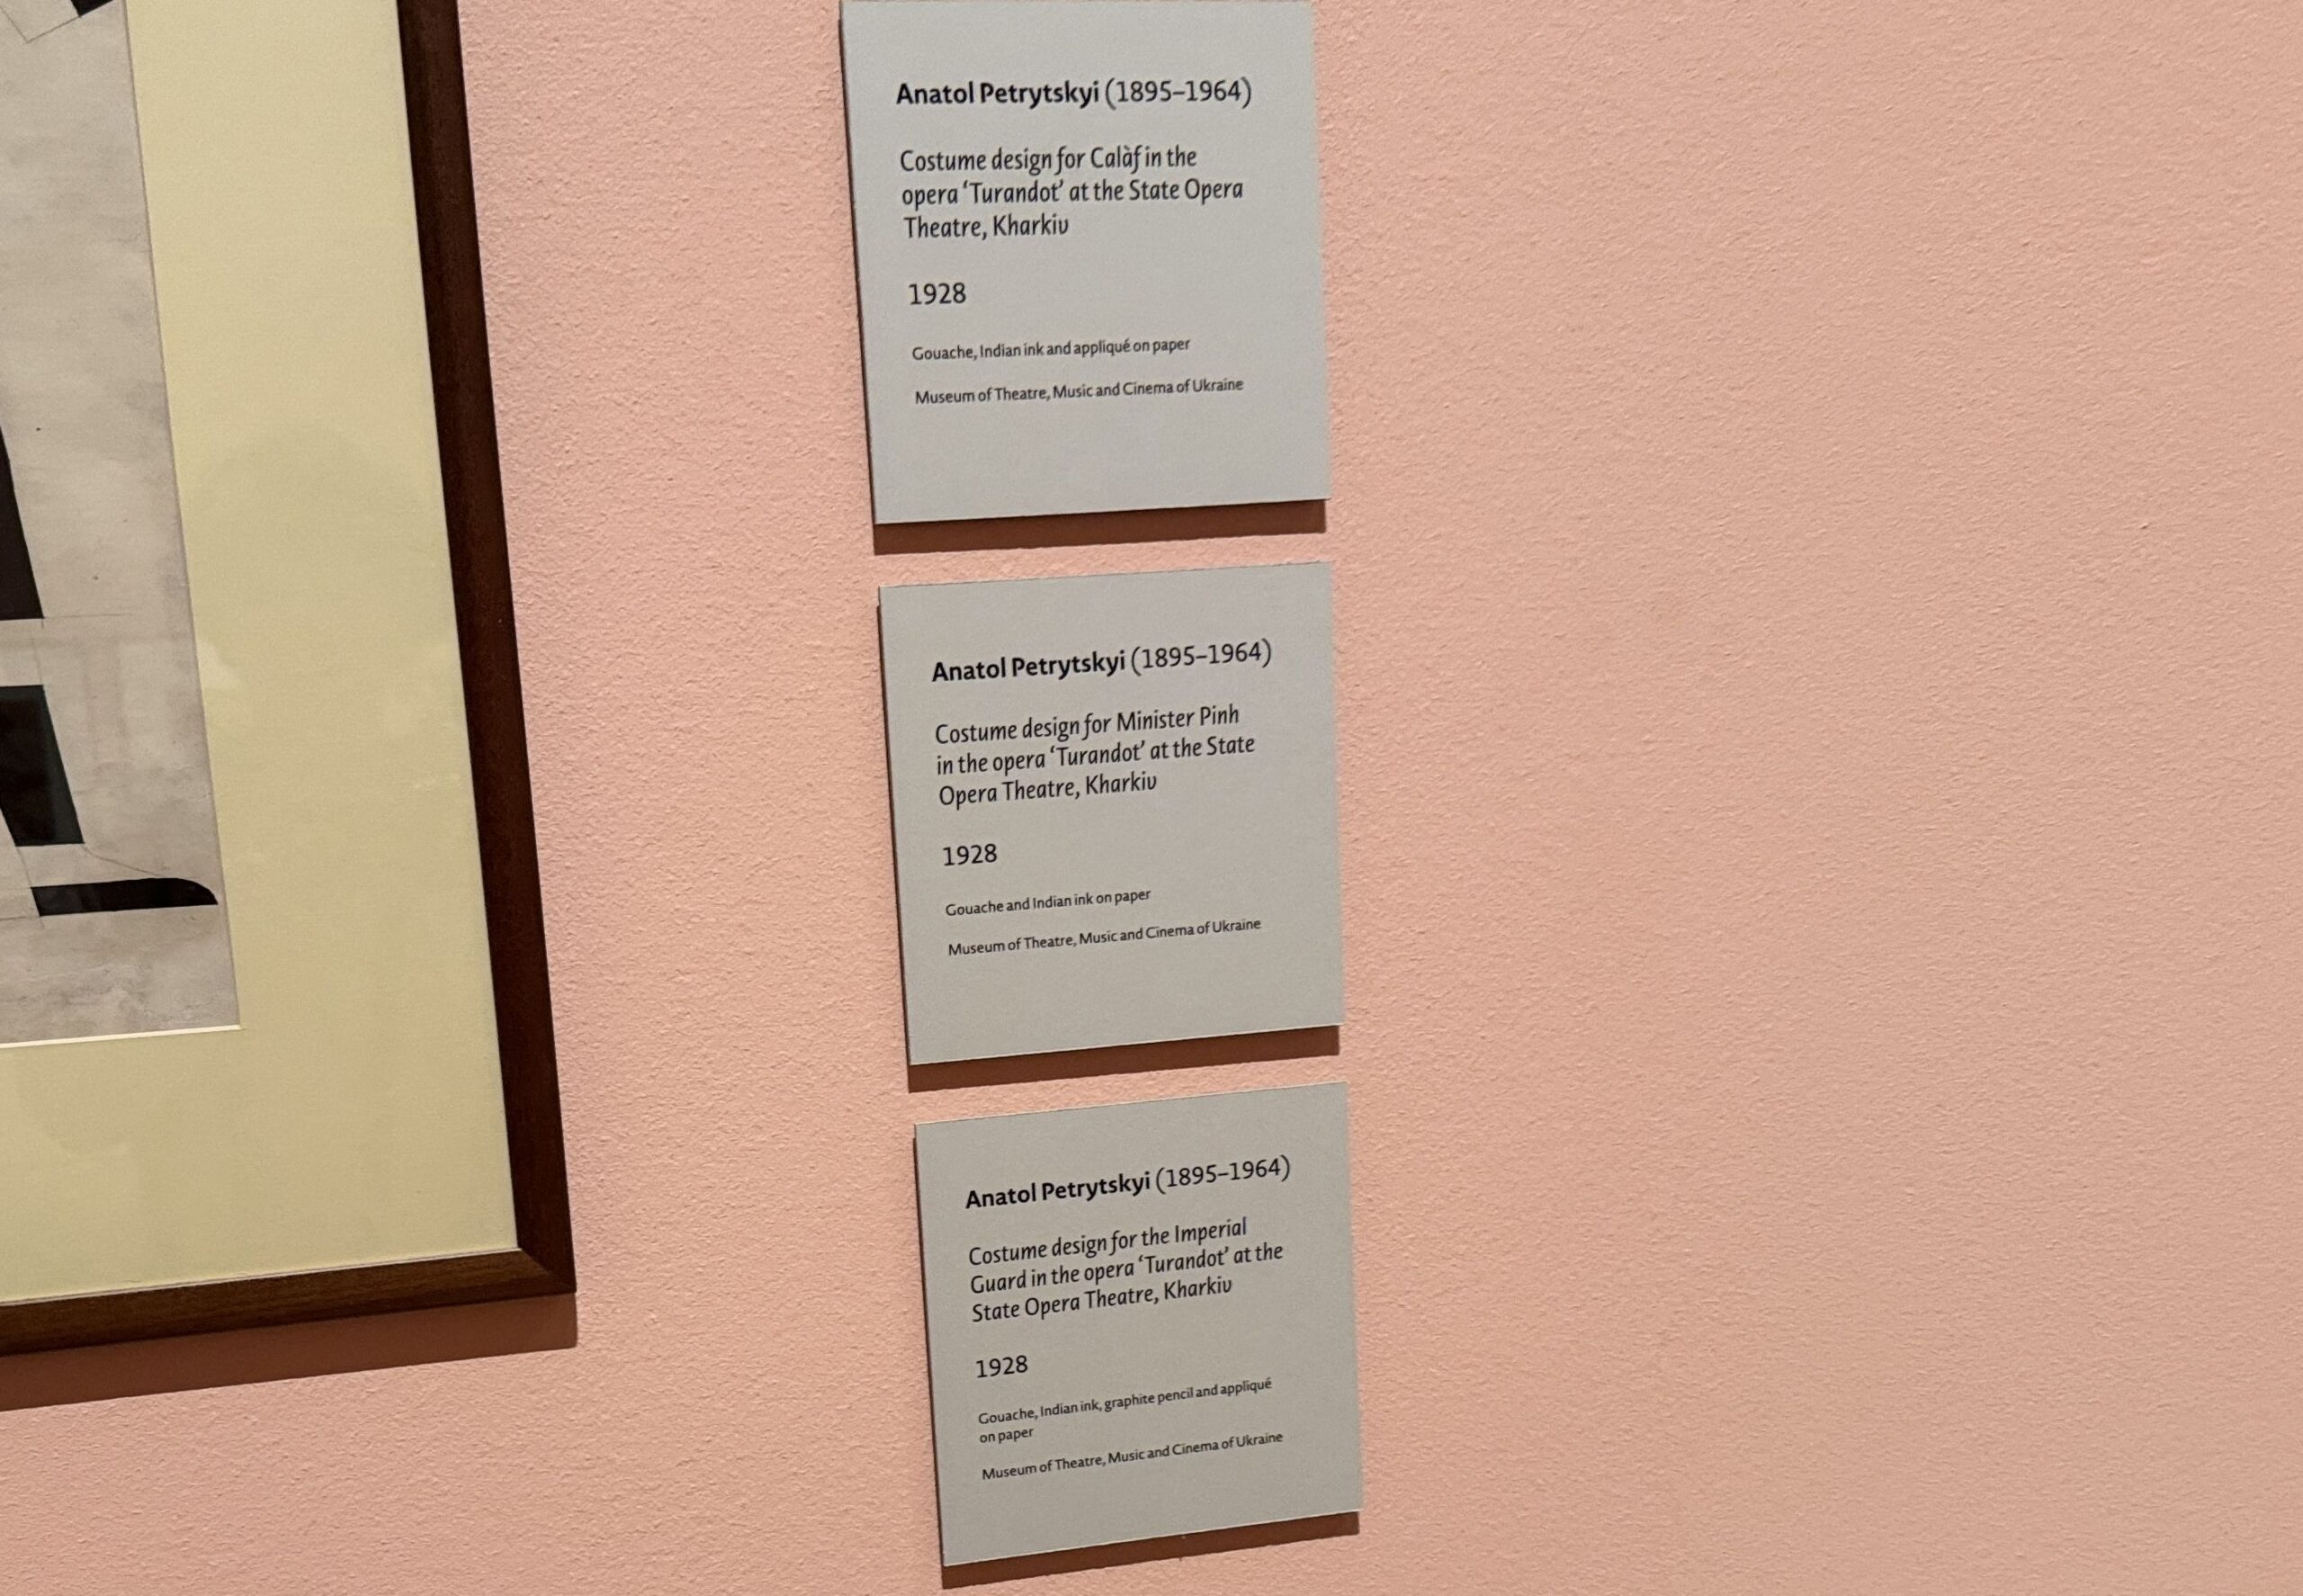 Anatol Petrytskyi (1895–1964)
Costume design for Calàf in the
opera ‘Turandot’ at the State Opera
Theatre, Kharkiv
1928
Gouache, Indian ink and appliqué on paper
Museum of Theatre, Music and Cinema of Ukraine
Anatol Petrytskyi (1895–1964)
Costume design for Minister Pinh
in the opera ‘Turandot’ at the State
Opera Theatre, Kharkiv
1928
Gouache and Indian ink on paper
Museum of Theatre, Music and Cinema of Ukraine
Anatol Petrytskyi (1895–1964)
Costume design for the Imperial
Guard in the opera ‘Turandot’ at the
State Opera Theatre, Kharkiv
1928
Gouache, Indian ink, graphite pencil and appliqué
on paper
Museum of Theatre, Music and Cinema of Ukraine